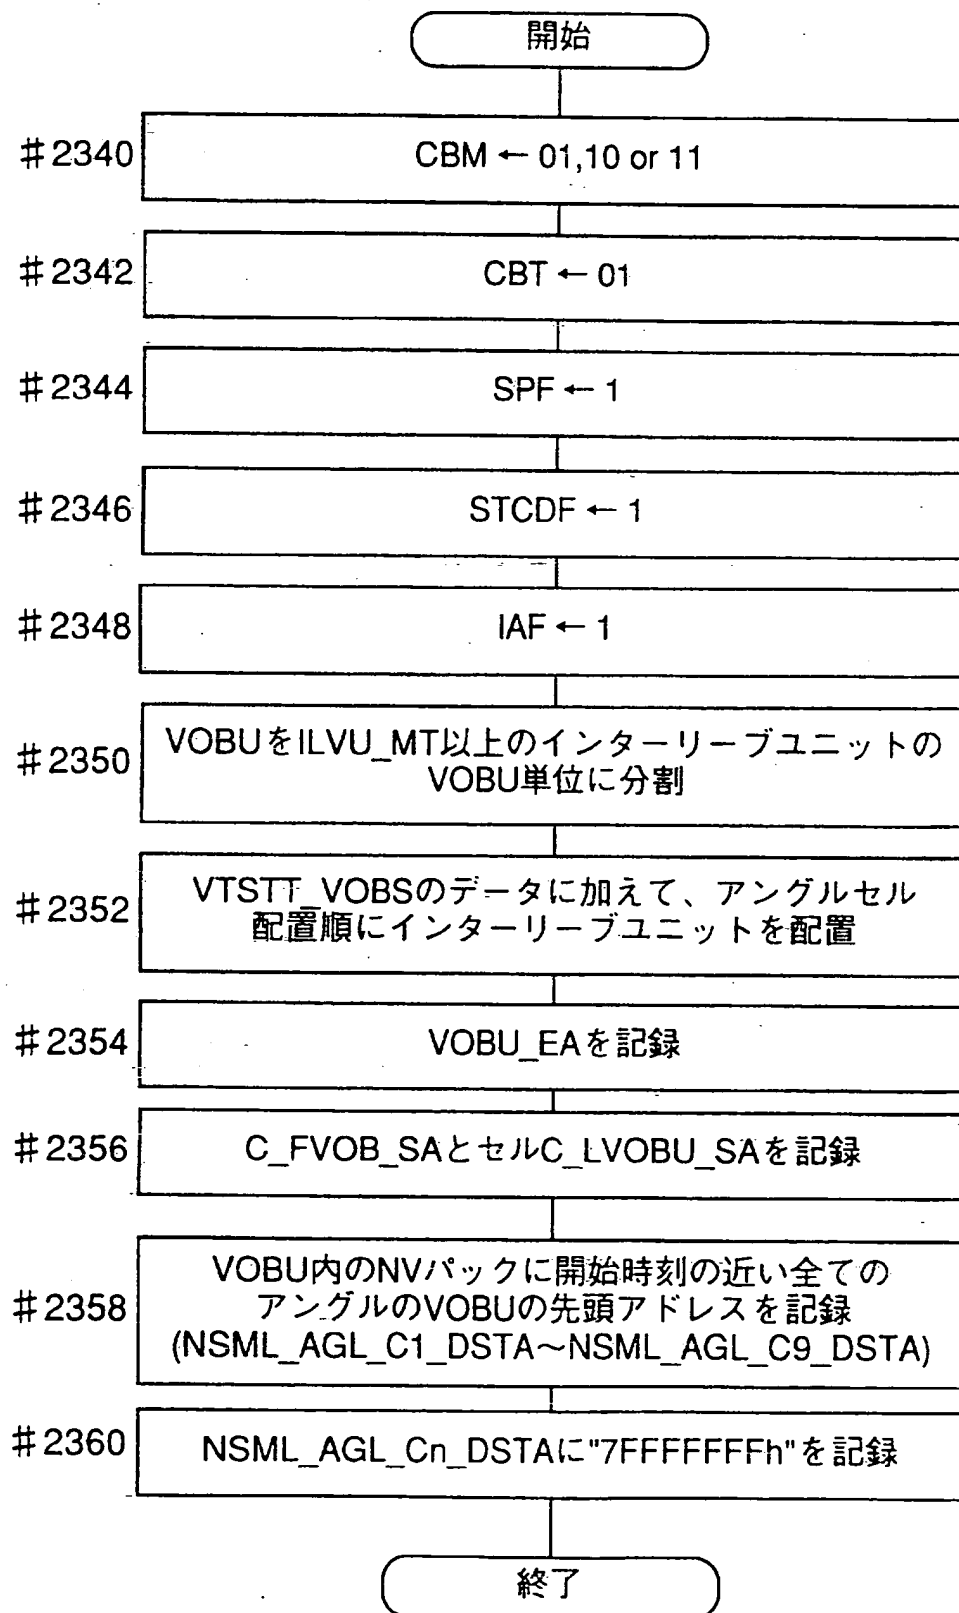 開始
#2340
CBM ← 01,10 or 11
#2342
CBT ← 01
#2344
SPF ← 1
#2346
STCDF ← 1
#2348
IAF ← 1
#2350
VOBUをILVU_MT以上のインターリーブユニットの
VOBU単位に分割
#2352
VTSTT_VOBSのデータに加えて、アングルセル
配置順にインターリーブユニットを配置
#2354
VOBU_EAを記録
#2356
C_FVOB_SAとセルC_LVOBU_SAを記録
#2358
VOBU内のNVパックに開始時刻の近い全ての
アングルのVOBUの先頭アドレスを記録
(NSML_AGL_C1_DSTA～NSML_AGL_C9_DSTA)
#2360
NSML_AGL_Cn_DSTAに"7FFFFFFFh"を記録
終了